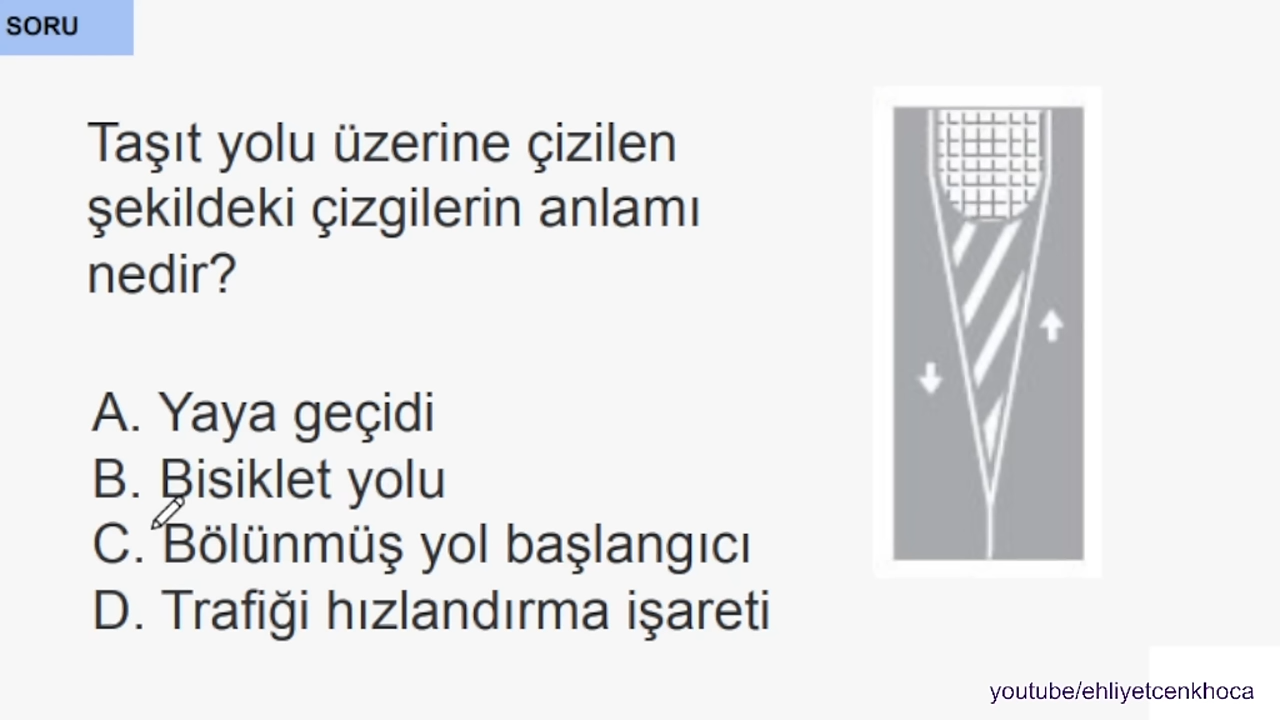 SORU
Taşıt yolu üzerine çizilen
şekildeki çizgilerin anlamı
nedir?
A. Yaya geçidi
B. Bisiklet yolu
C. Bölünmüş yol başlangıcı
D. Trafiği hızlandırma işareti
youtube/ehliyetcenkhoca